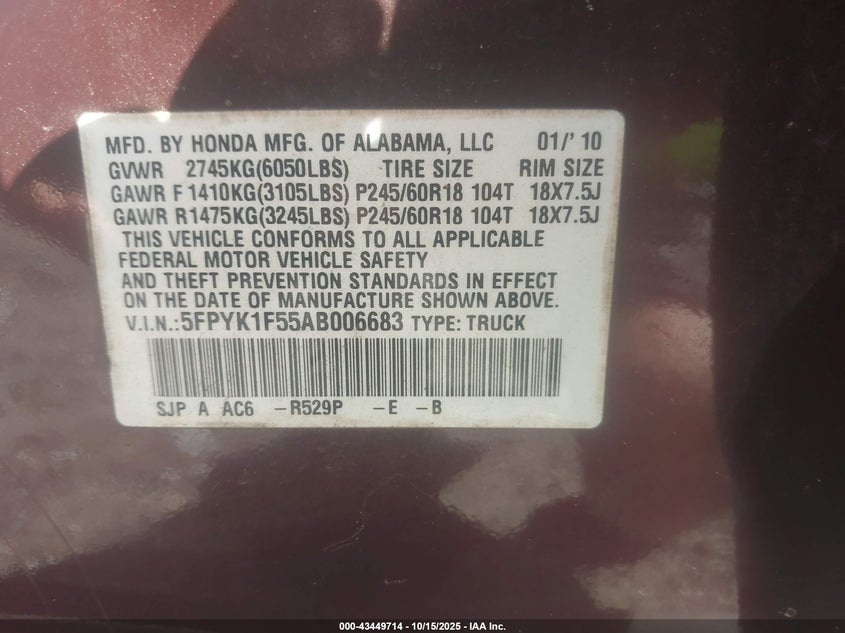 MFD. BY HONDA MFG. OF ALABAMA, LLC 01/' 10
GVWR 2745KG(6050LBS) TIRE SIZE RIM SIZE
GAWR F 1410KG(3105LBS) P245/60R18 104T 18X7.5J
GAWR R1475KG(3245LBS) P245/60R18 104T 18X7.5J
THIS VEHICLE CONFORMS TO ALL APPLICABLE
FEDERAL MOTOR VEHICLE SAFETY
AND THEFT PREVENTION STANDARDS IN EFFECT
ON THE DATE OF MANUFACTURE SHOWN ABOVE.
V.I.N.:5FPYK1F55AB006683 TYPE: TRUCK
SJP A AC6 -R529P -E -B
000-43449714 - 10/15/2025 - IAA Inc.